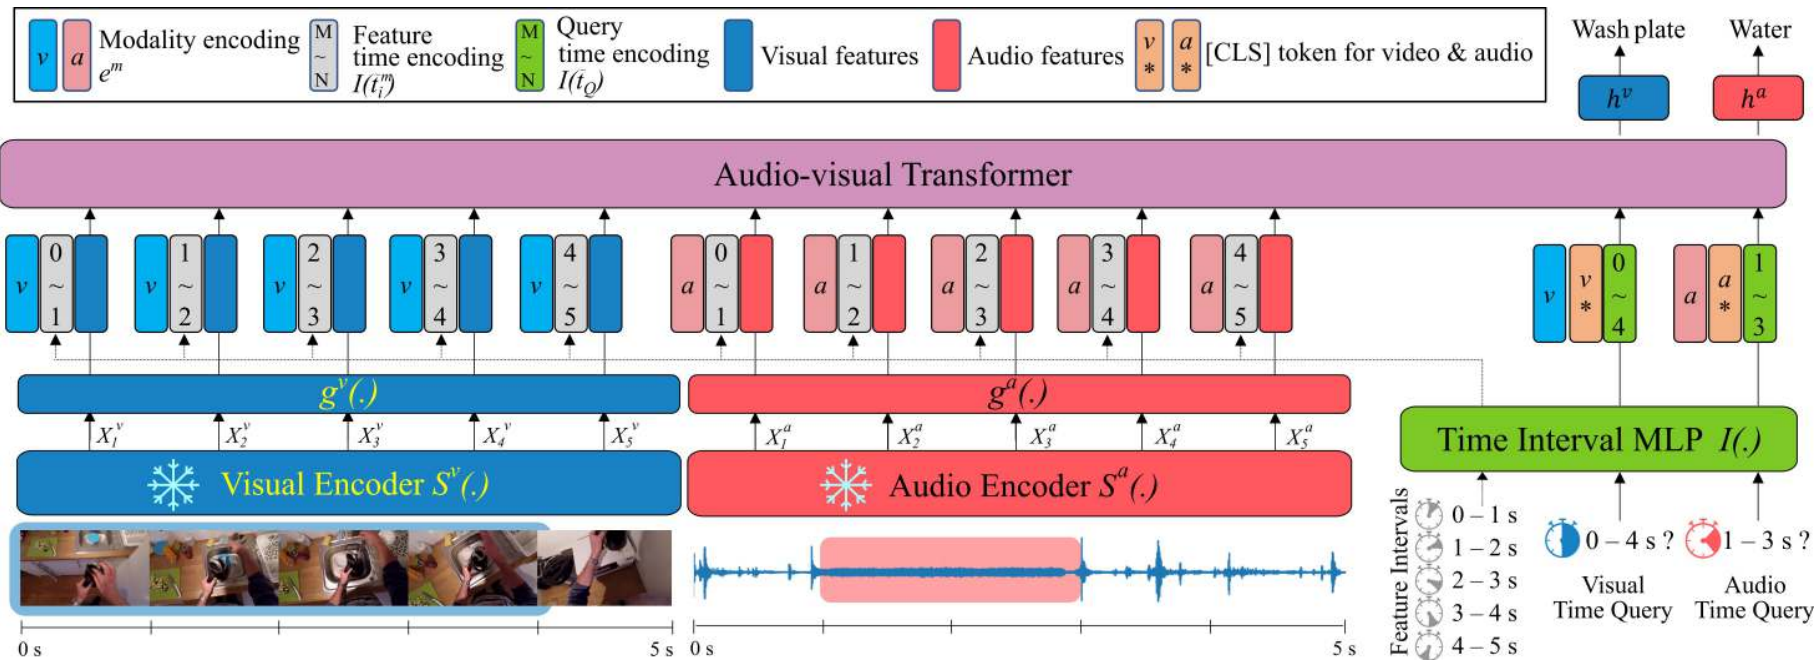 v a Modality encoding
e^m
M ~ N Feature
time encoding
I(t_i^m)
M ~ N Query
time encoding
I(t_Q)
Visual features
Audio features
v * a * [CLS] token for video & audio
Wash plate Water
h^v h^a
Audio-visual Transformer
v 0 ~ 1
v 1 ~ 2
v 2 ~ 3
v 3 ~ 4
v 4 ~ 5
a 0 ~ 1
a 1 ~ 2
a 2 ~ 3
a 3 ~ 4
a 4 ~ 5
v v * 0 ~ 4
a a * 1 ~ 3
g^v(.) g^a(.)
X_1^v X_2^v X_3^v X_4^v X_5^v X_1^a X_2^a X_3^a X_4^a X_5^a
Time Interval MLP I(.)
Visual Encoder S^v(.) Audio Encoder S^a(.)
Feature Intervals
0 – 1 s
1 – 2 s
2 – 3 s
3 – 4 s
4 – 5 s
0 – 4 s ? 1 – 3 s ?
Visual
Time Query
Audio
Time Query
0 s 5 s 0 s 5 s